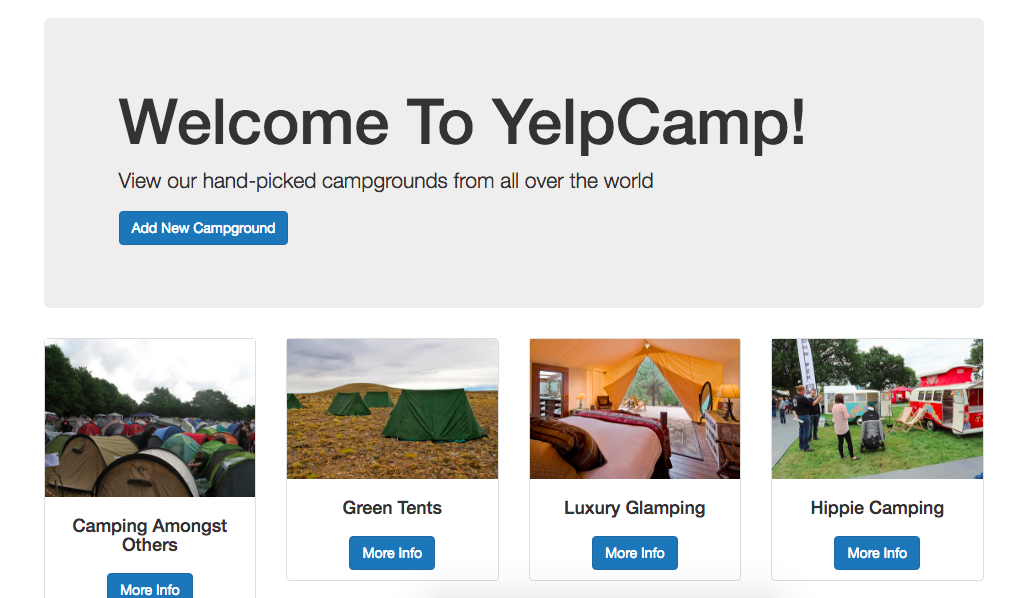 Welcome To YelpCamp!
View our hand-picked campgrounds from all over the world
Add New Campground
Camping Amongst
Others
More Info
Green Tents
More Info
Luxury Glamping
More Info
Hippie Camping
More Info